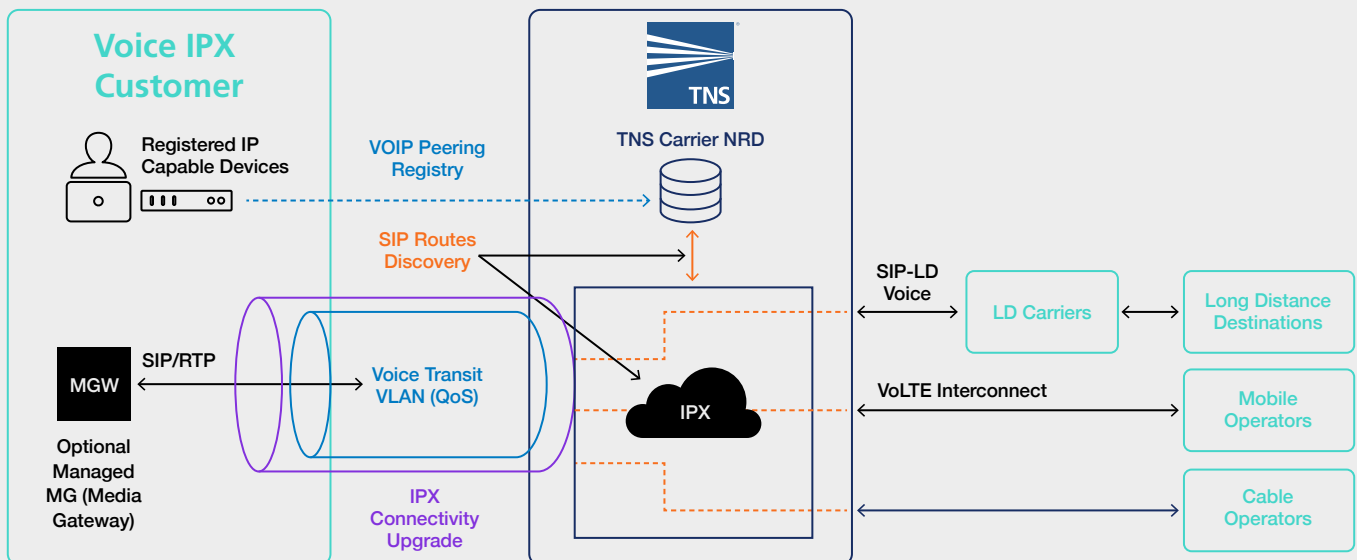 Voice IPX
Customer
Registered IP
Capable Devices
VOIP Peering
Registry
TNS
TNS Carrier NRD
SIP Routes
Discovery
SIP/RTP
MGW
Optional
Managed
MG (Media
Gateway)
Voice Transit
VLAN (QoS)
IPX
Connectivity
Upgrade
IPX
SIP-LD
Voice
LD Carriers
Long Distance
Destinations
VoLTE Interconnect
Mobile
Operators
Cable
Operators